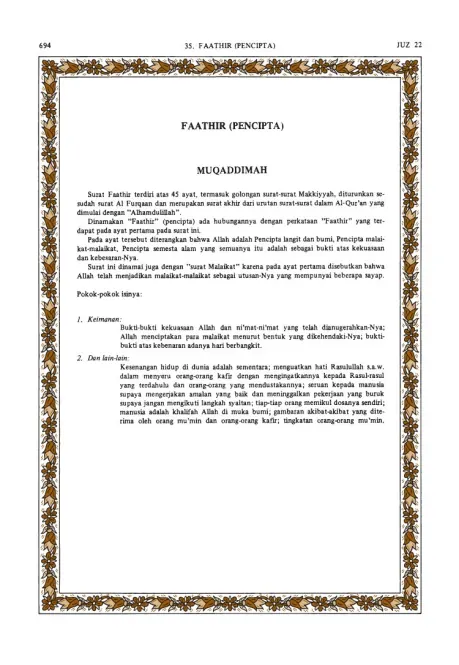 694 35. FAATHIR (PENCIPTA) JUZ 22
FAATHIR (PENCIPTA)
MUQADDIMAH
Surat Faathir terdiri atas 45 ayat, termasuk golongan surat-surat Makkiyyah, diturunkan se-
sudah surat Al Furqaan dan merupakan surat akhir dari urutan surat-surat dalam Al-Qur'an yang
dimulai dengan "Alhamdulillah".
Dinamakan "Faathir" (pencipta) ada hubungannya dengan perkataan "Faathir" yang ter-
dapat pada ayat pertama pada surat ini.
Pada ayat tersebut diterangkan bahwa Allah adalah Pencipta langit dan bumi, Pencipta malai-
kat-malaikat, Pencipta semesta alam yang semuanya itu adalah sebagai bukti atas kekuasaan
dan kebesaran-Nya.
Surat ini dinamai juga dengan "surat Malaikat" karena pada ayat pertama disebutkan bahwa
Allah telah menjadikan malaikat-malaikat sebagai utusan-Nya yang mempunyai beberapa sayap.
Pokok-pokok isinya:
1. Keimanan:
Bukti-bukti kekuasaan Allah dan ni'mat-ni'mat yang telah dianugerahkan-Nya;
Allah menciptakan para malaikat menurut bentuk yang dikehendaki-Nya; bukti-
bukti atas kebenaran adanya hari berbangkit.
2. Dan lain-lain:
Kesenangan hidup di dunia adalah sementara; menguatkan hati Rasulullah s.a.w.
dalam menyeru orang-orang kafir dengan mengingatkannya kepada Rasul-rasul
yang terdahulu dan orang-orang yang mendustakannya; seruan kepada manusia
supaya mengerjakan amalan yang baik dan meninggalkan pekerjaan yang buruk
supaya jangan mengikuti langkah syaitan; tiap-tiap orang memikul dosanya sendiri;
manusia adalah khalifah Allah di muka bumi; gambaran akibat-akibat yang dite-
rima oleh orang mu'min dan orang-orang kafir; tingkatan orang-orang mu'min.